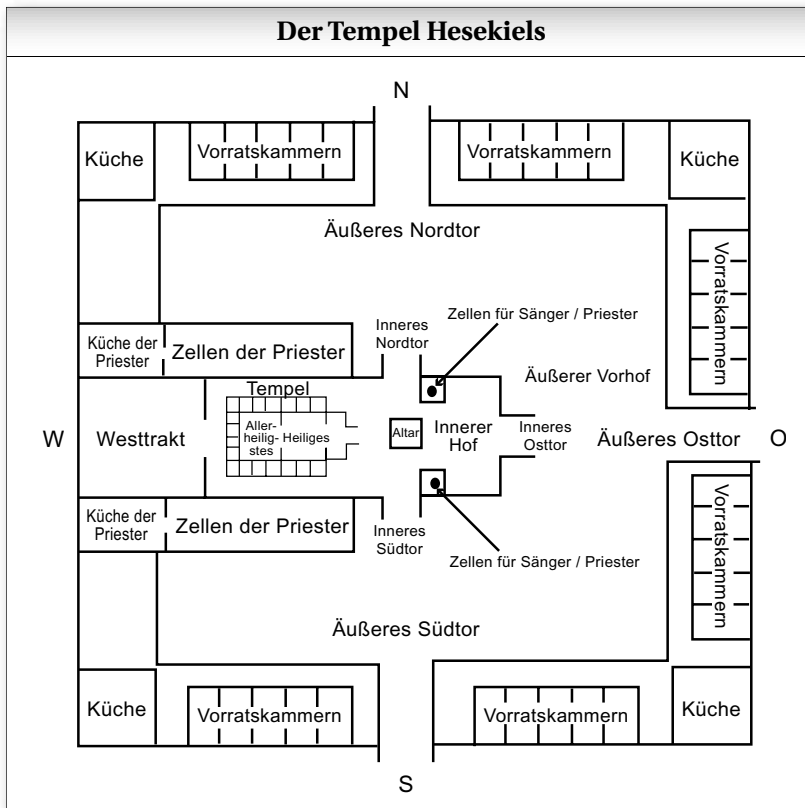 Der Tempel Hesekiels
N
Küche
Vorratskammern
Vorratskammern
Küche
Äußeres Nordtor
Vorratskammern
Zellen für Sänger / Priester
Inneres
Nordtor
Küche der
Priester
Zellen der Priester
Äußerer Vorhof
Tempel
W
Westtrakt
Aller-
heilig-
stes
Heiliges
Altar
Innerer
Hof
Inneres
Osttor
Äußeres Osttor
O
Küche der
Priester
Zellen der Priester
Inneres
Südtor
Zellen für Sänger / Priester
Vorratskammern
Äußeres Südtor
Küche
Vorratskammern
Vorratskammern
Küche
S